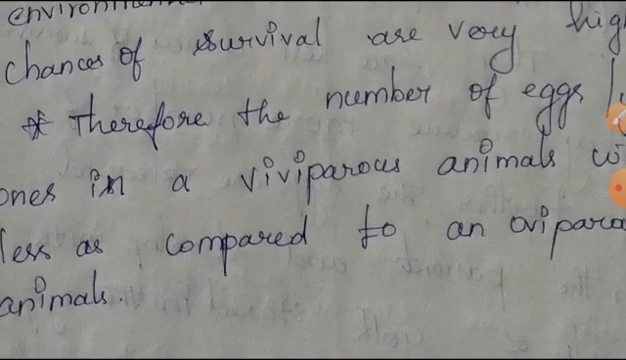 chances of survival are very
* Therefore the number of eggs
ones in a viviparous animals
less as compared to an
animals.